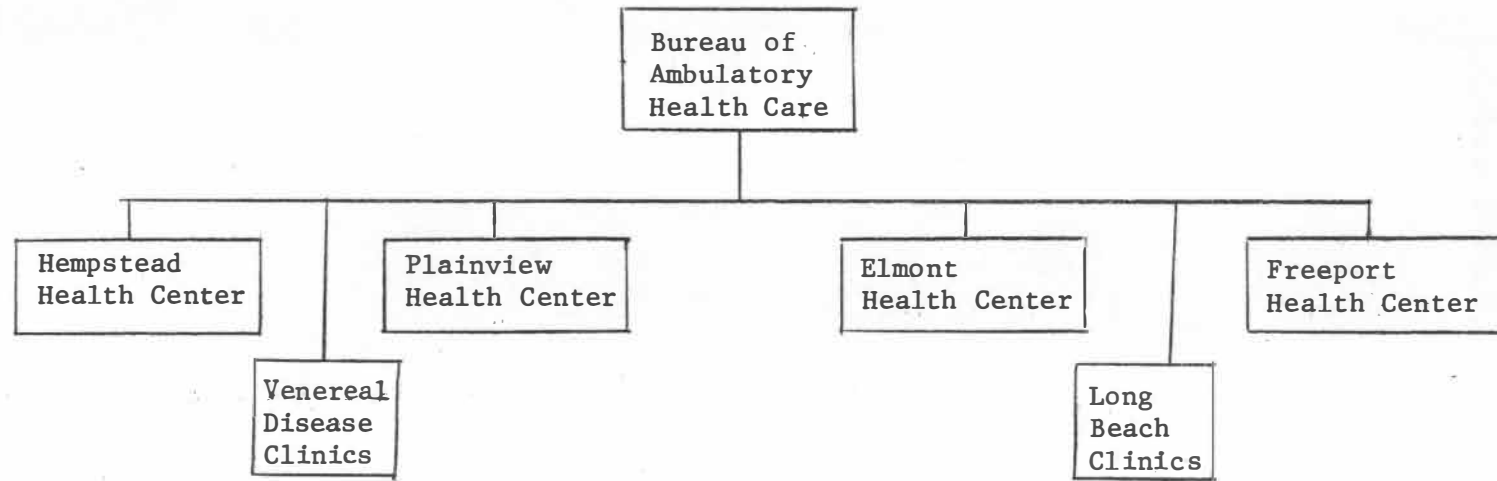 Bureau of
Ambulatory
Health Care
Hempstead
Health Center
Plainview
Health Center
Elmont
Health Center
Freeport
Health Center
Venereal
Disease
Clinics
Long
Beach
Clinics